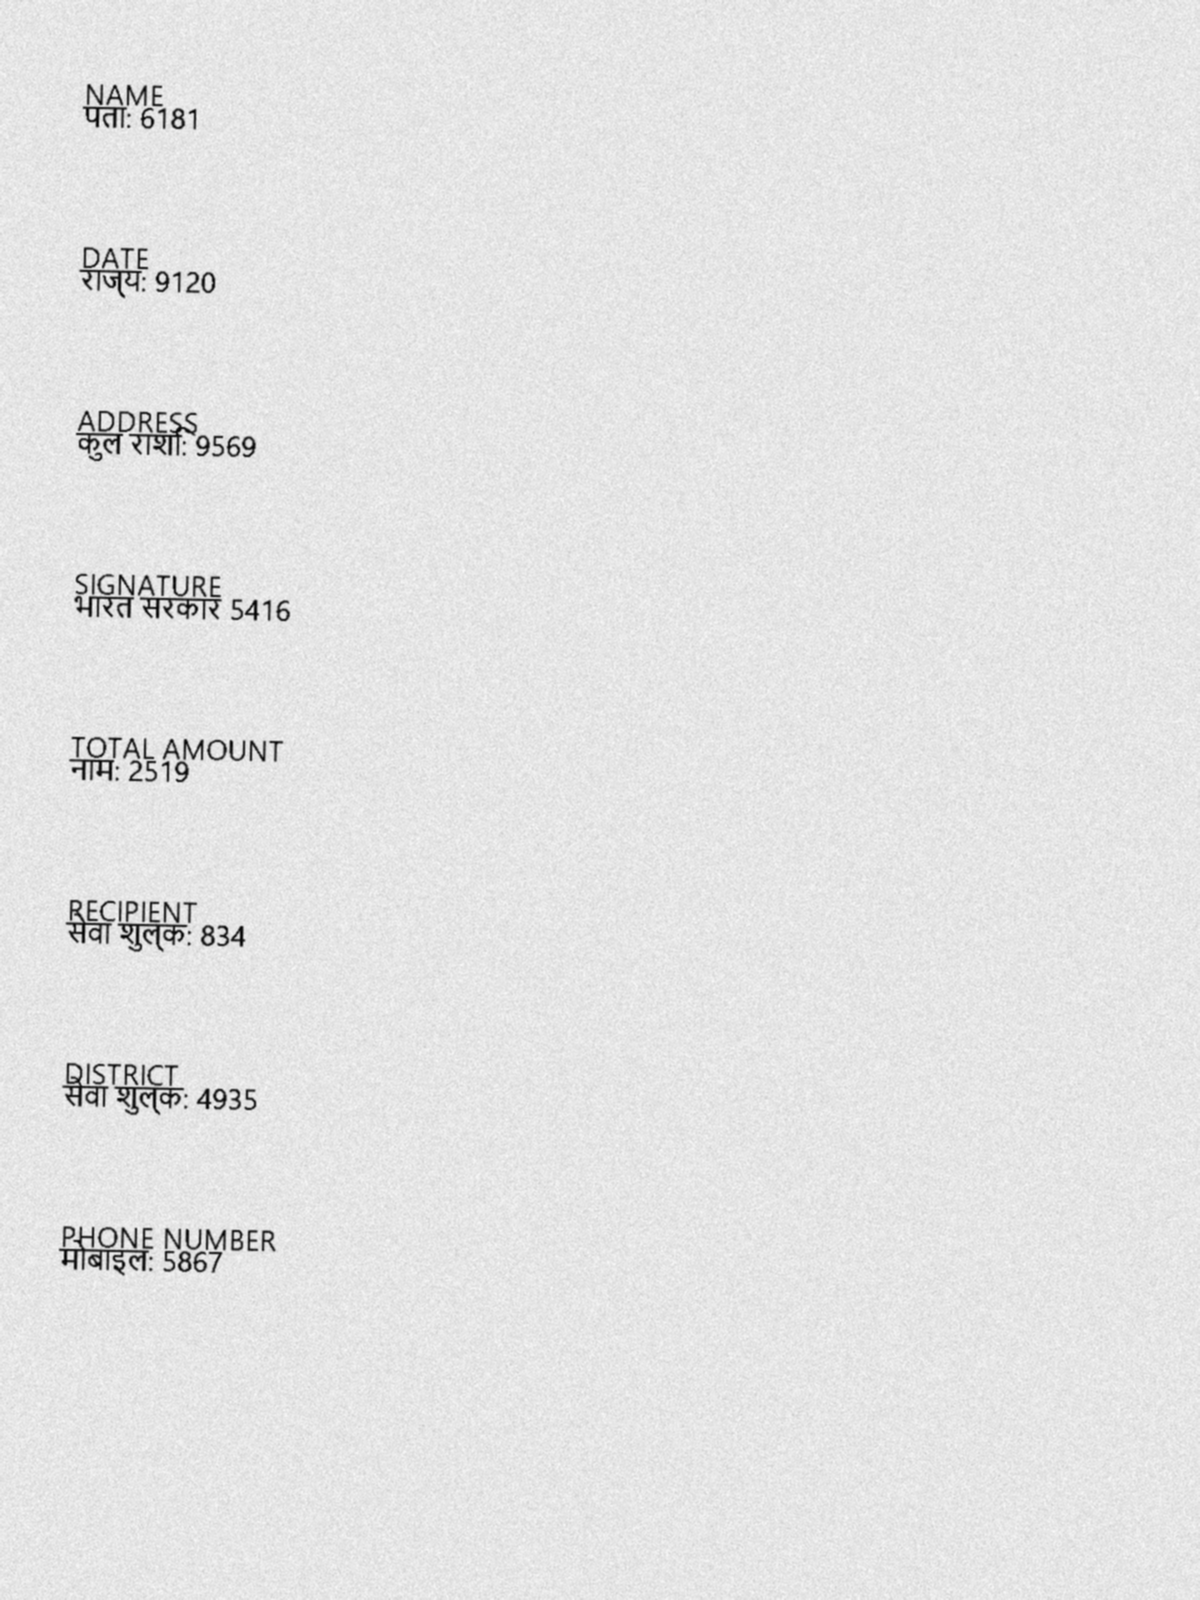 NAME
पता: 6181
DATE
राज्य: 9120
ADDRESS
कुल राशि: 9569
SIGNATURE
भारत सरकार 5416
TOTAL AMOUNT
नाम: 2519
RECIPIENT
सेवा शुल्क: 834
DISTRICT
सेवा शुल्क: 4935
PHONE NUMBER
मोबाइल: 5867